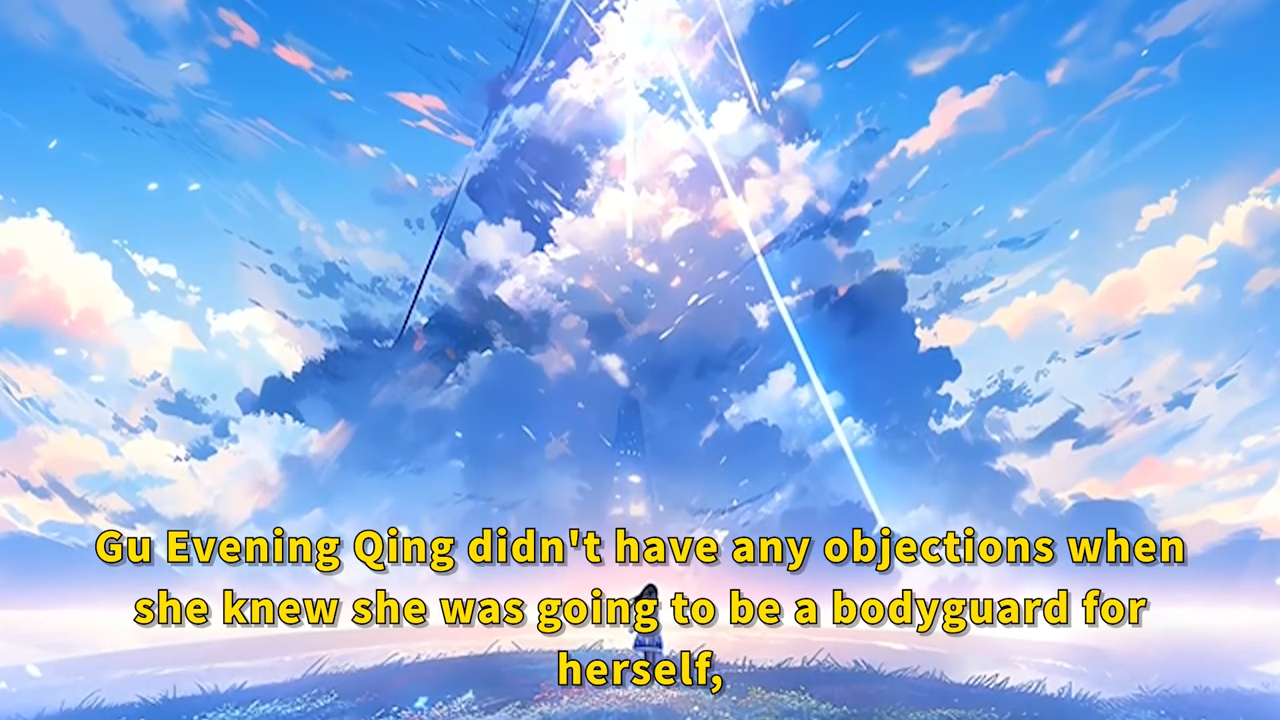 Gu Evening Qing didn't have any objections when
she knew she was going to be a bodyguard for
herself,